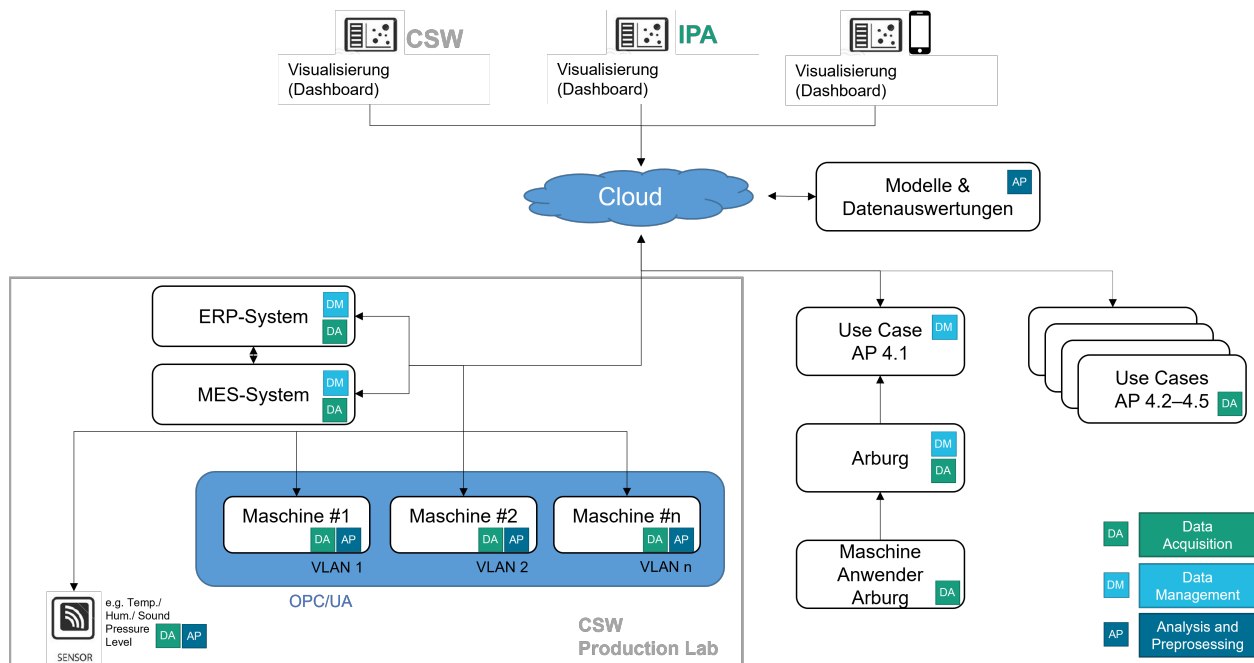 CSW
IPA
Visualisierung
(Dashboard)
Visualisierung
(Dashboard)
Visualisierung
(Dashboard)
Cloud
Modelle &
Datenauswertungen
AP
ERP-System
DM
DA
MES-System
DM
DA
Use Case
AP 4.1
DM
Use Cases
AP 4.2–4.5
DA
Arburg
DM
DA
Maschine #1
DA
AP
VLAN 1
Maschine #2
DA
AP
VLAN 2
Maschine #n
DA
AP
VLAN n
OPC/UA
Maschine
Anwender
Arburg
DA
SENSOR
e.g. Temp./
Hum./ Sound
Pressure
Level
DA
AP
CSW
Production Lab
DA
Data
Acquisition
DM
Data
Management
AP
Analysis and
Preprosessing